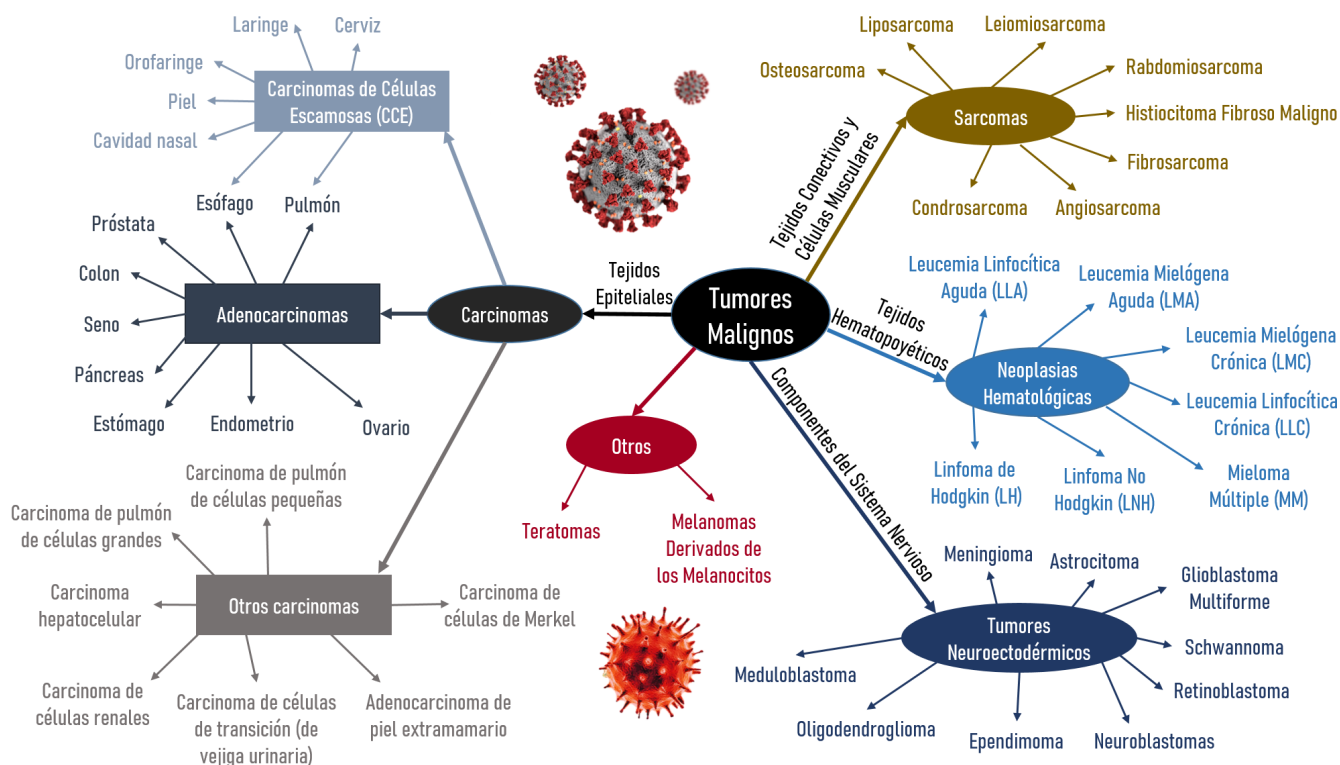 Laringe
Cerviz
Orofaringe
Piel
Cavidad nasal
Carcinomas de Células
Escamosas (CCE)
Esófago
Pulmón
Próstata
Colon
Seno
Páncreas
Estómago
Endometrio
Ovario
Adenocarcinomas
Carcinomas
Tejidos
Epiteliales
Tumores
Malignos
Carcinoma de pulmón
de células pequeñas
Carcinoma de pulmón
de células grandes
Carcinoma
hepatocelular
Otros carcinomas
Carcinoma de
células de Merkel
Carcinoma de
células renales
Carcinoma de células
de transición (de
vejiga urinaria)
Adenocarcinoma de
piel extramamario
Otros
Teratomas
Melanomas
Derivados de
los Melanocitos
Tejidos Conectivos y
Células Musculares
Liposarcoma
Leiomiosarcoma
Osteosarcoma
Rabdomiosarcoma
Sarcomas
Histiocitoma Fibroso Maligno
Fibrosarcoma
Condrosarcoma
Angiosarcoma
Tejidos
Hematopoyéticos
Leucemia Linfocítica
Aguda (LLA)
Leucemia Mielógena
Aguda (LMA)
Leucemia Mielógena
Crónica (LMC)
Neoplasias
Hematológicas
Leucemia Linfocítica
Crónica (LLC)
Linfoma de
Hodgkin (LH)
Linfoma No
Hodgkin (LNH)
Mieloma
Múltiple (MM)
Componentes del Sistema Nervioso
Meningioma
Astrocitoma
Glioblastoma
Multiforme
Tumores
Neuroectodérmicos
Schwannoma
Meduloblastoma
Retinoblastoma
Oligodendroglioma
Ependimoma
Neuroblastomas